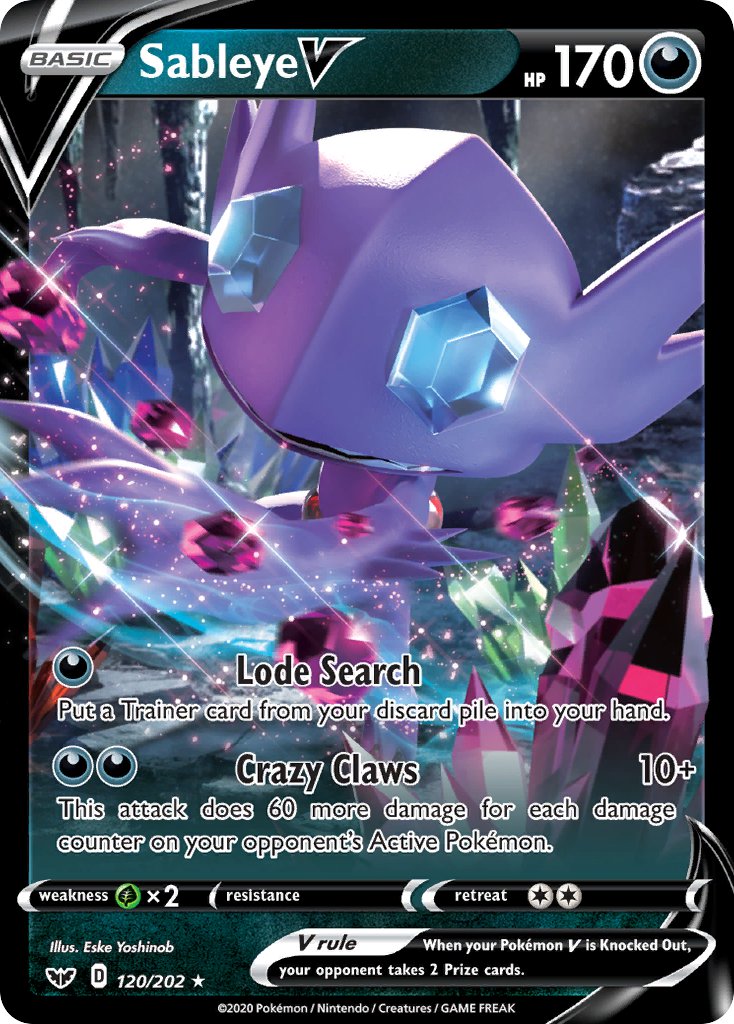 BASIC Sableye V HP 170
Lode Search
Put a Trainer card from your discard pile into your hand.
Crazy Claws 10+
This attack does 60 more damage for each damage
counter on your opponent's Active Pokémon.
weakness ×2 resistance retreat
Illus. Eske Yoshinob
V rule When your Pokémon V is Knocked Out,
your opponent takes 2 Prize cards.
D 120/202 ★
©2020 Pokémon / Nintendo / Creatures / GAME FREAK